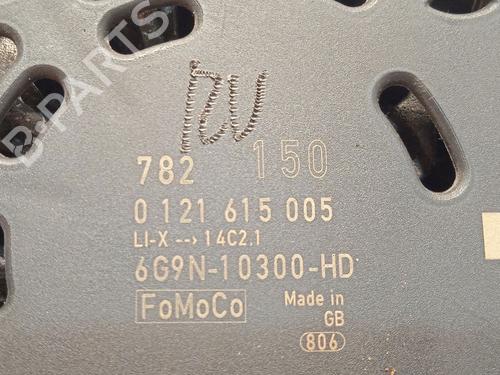 B-PARTS
782 150
0 121 615 005
LI-X --> 14C2.1
6G9N-10300-HD
FoMoCo
Made in
GB
806